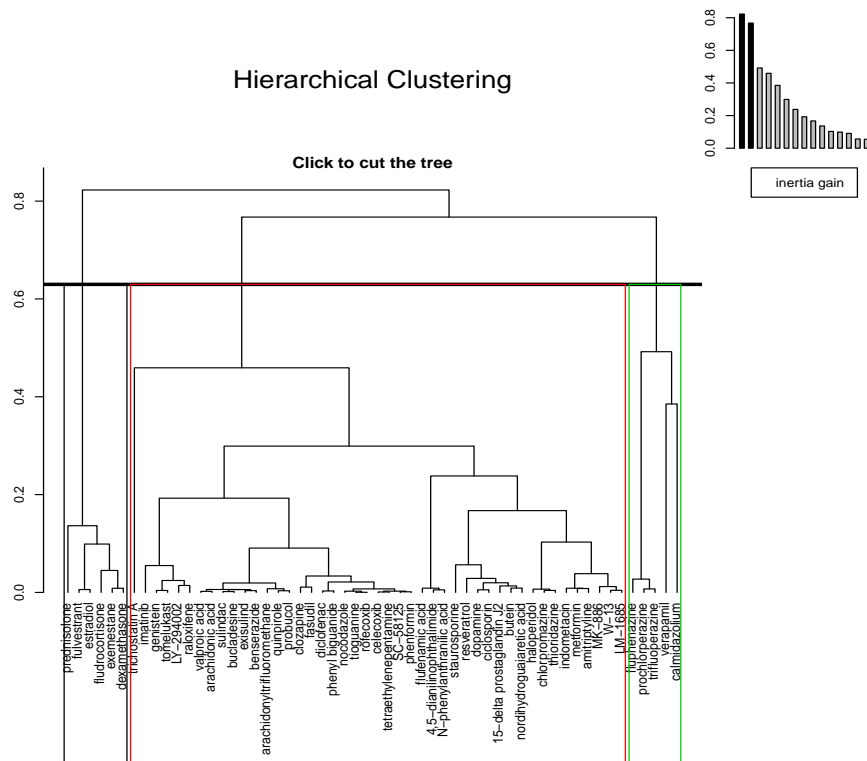 Hierarchical Clustering
0.0
0.2
0.4
0.6
0.8
inertia gain
Click to cut the tree
0.0
0.2
0.4
0.6
0.8
prednisolone
fulvestrant
estradiol
fludrocortisone
exemestane
dexamethasone
trichostatin A
imatinib
genistein
tomelukast
LY−294002
raloxifene
valproic acid
arachidonic acid
sulindac
bucladesine
exisulind
benserazide
arachidonyltrifluoromethane
quinpirole
probucol
clozapine
fasudil
diclofenac
phenyl biguanide
nocodazole
tioguanine
rofecoxib
celecoxib
tetraethylenepentamine
SC−58125
phenformin
flufenamic acid
4,5−dianilinophthalimide
N−phenylanthranilic acid
staurosporine
resveratrol
dopamine
ciclosporin
15−delta prostaglandin J2
butein
nordihydroguaiaretic acid
haloperidol
chlorpromazine
thioridazine
indometacin
metformin
amitriptyline
MK−886
W−13
LM−1685
fluphenazine
prochlorperazine
trifluoperazine
verapamil
calmidazolium